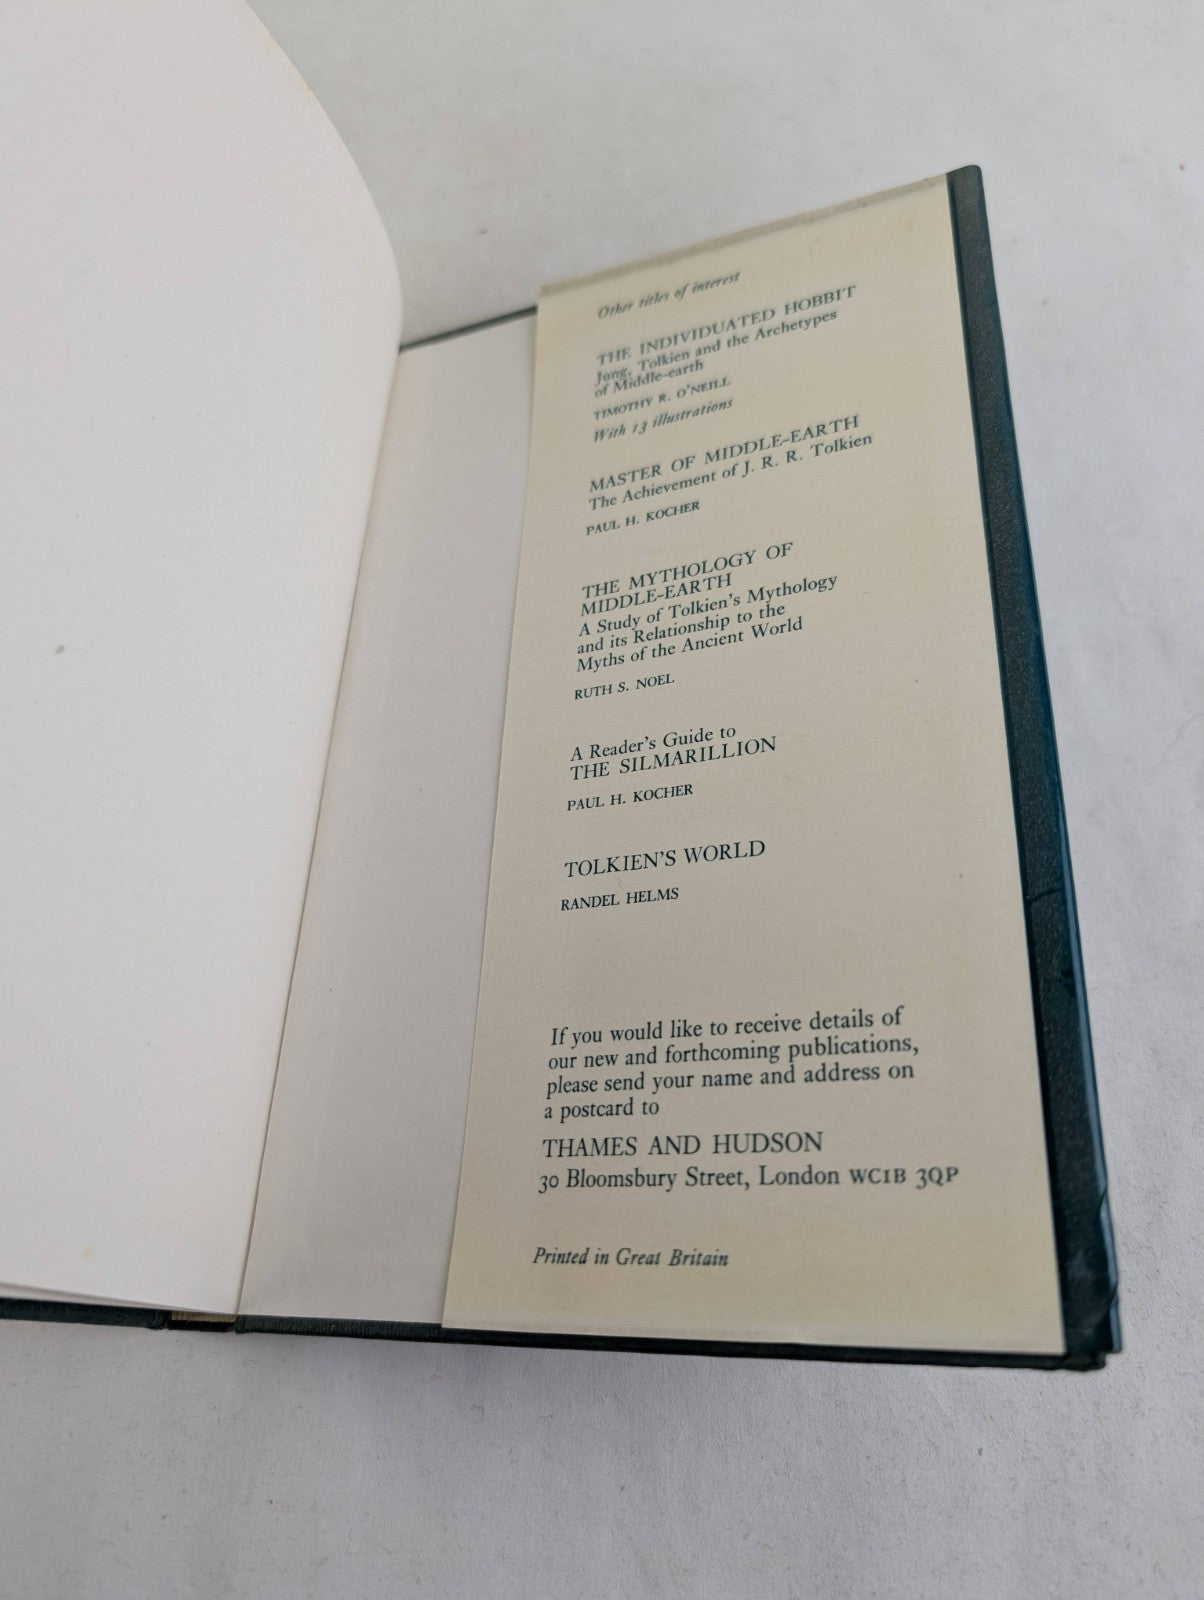 Other titles of interest
THE INDIVIDUATED HOBBIT
Jung, Tolkien and the Archetypes
of Middle-earth
TIMOTHY R. O'NEILL
With 13 illustrations
MASTER OF MIDDLE-EARTH
The Achievement of J. R. R. Tolkien
PAUL H. KOCHER
THE MYTHOLOGY OF
MIDDLE-EARTH
A Study of Tolkien's Mythology
and its Relationship to the
Myths of the Ancient World
RUTH S. NOEL
A Reader's Guide to
THE SILMARILLION
PAUL H. KOCHER
TOLKIEN'S WORLD
RANDEL HELMS
If you would like to receive details of
our new and forthcoming publications,
please send your name and address on
a postcard to
THAMES AND HUDSON
30 Bloomsbury Street, London WC1B 3QP
Printed in Great Britain